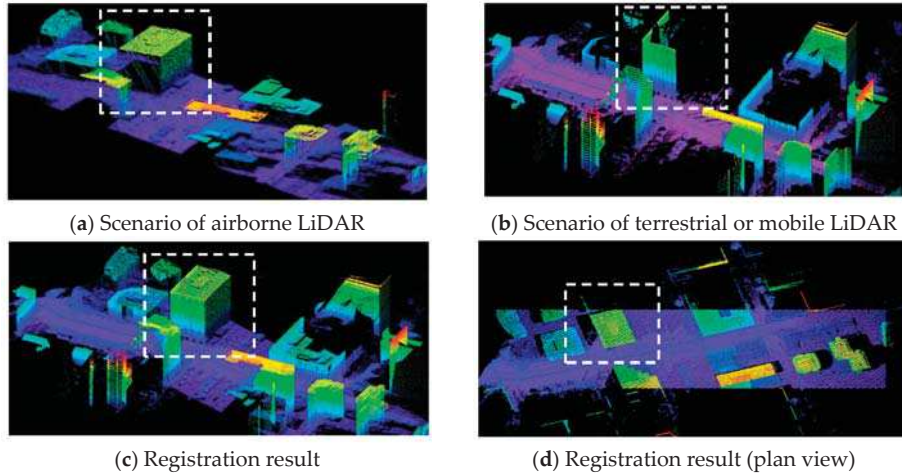 (a) Scenario of airborne LiDAR
(b) Scenario of terrestrial or mobile LiDAR
(c) Registration result
(d) Registration result (plan view)